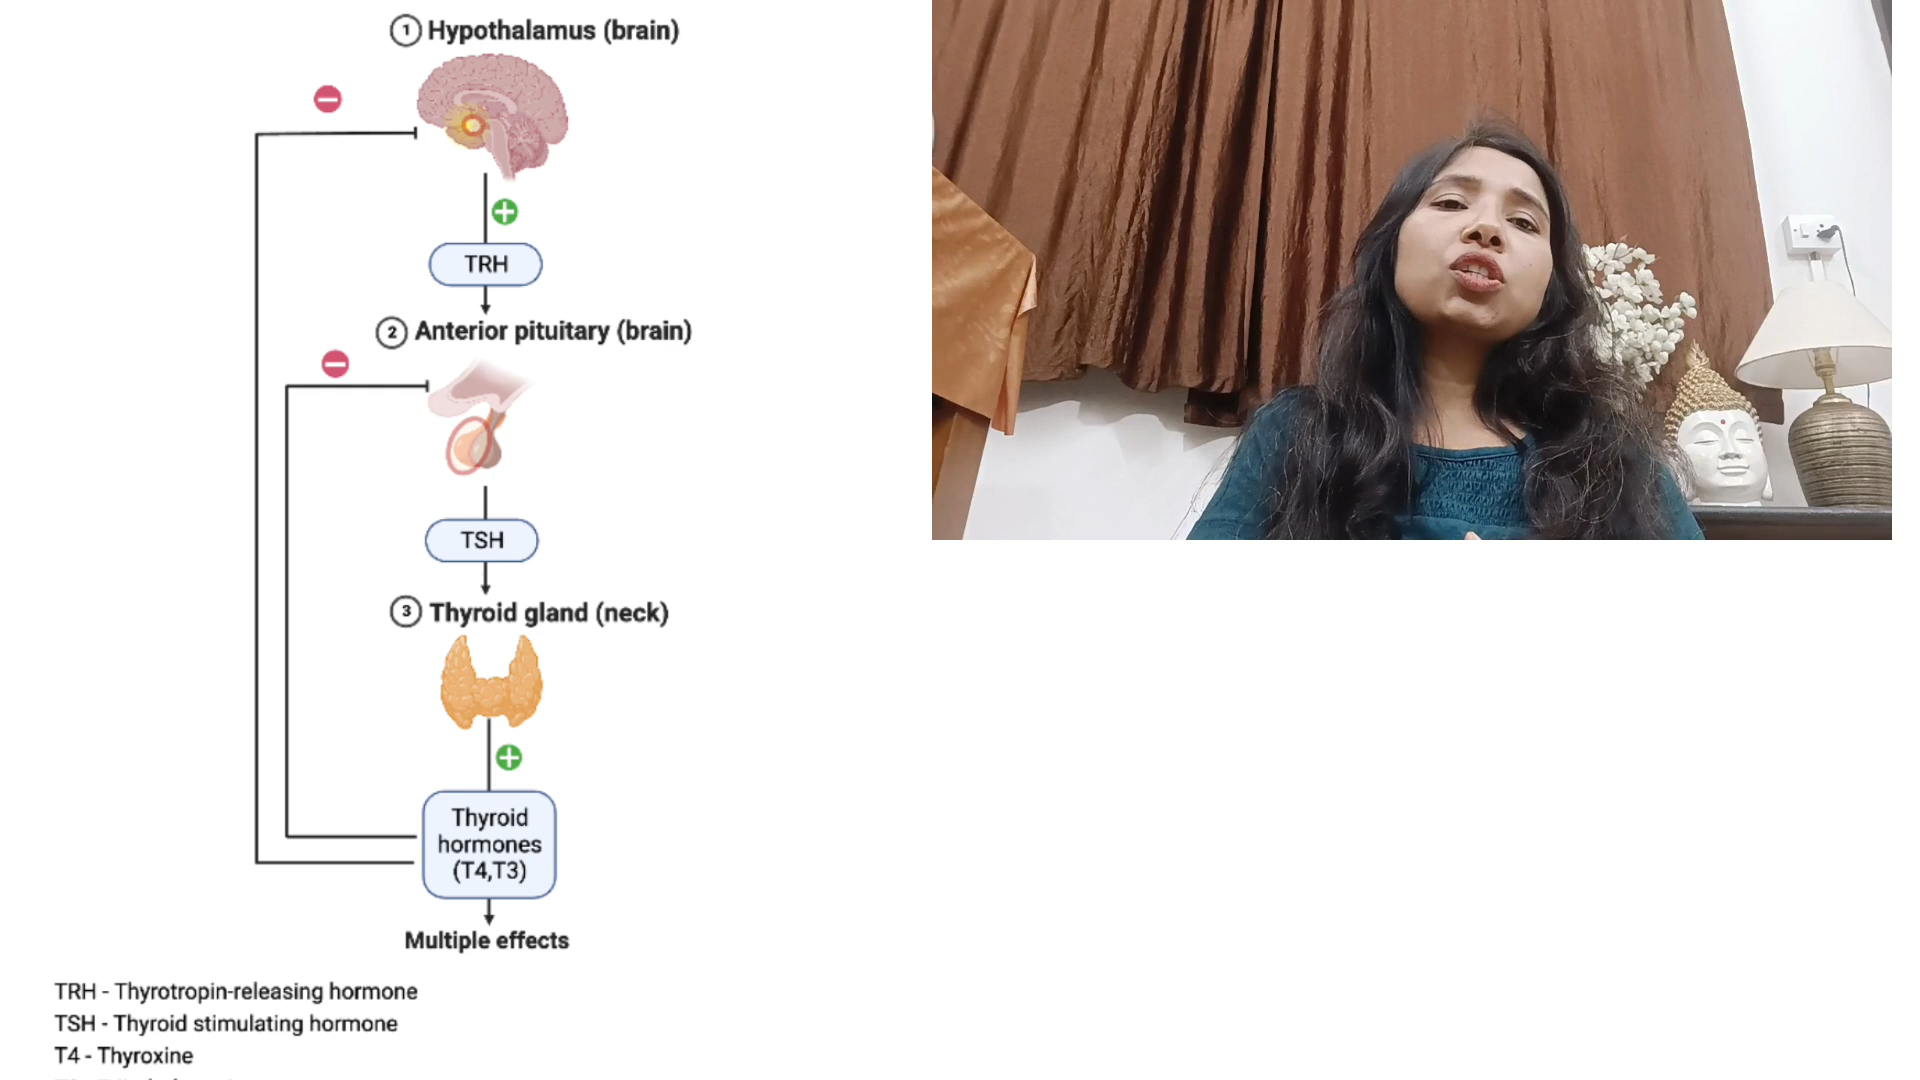 1 Hypothalamus (brain)
TRH
2 Anterior pituitary (brain)
TSH
3 Thyroid gland (neck)
Thyroid
hormones
(T4,T3)
Multiple effects
TRH - Thyrotropin-releasing hormone
TSH - Thyroid stimulating hormone
T4 - Thyroxine